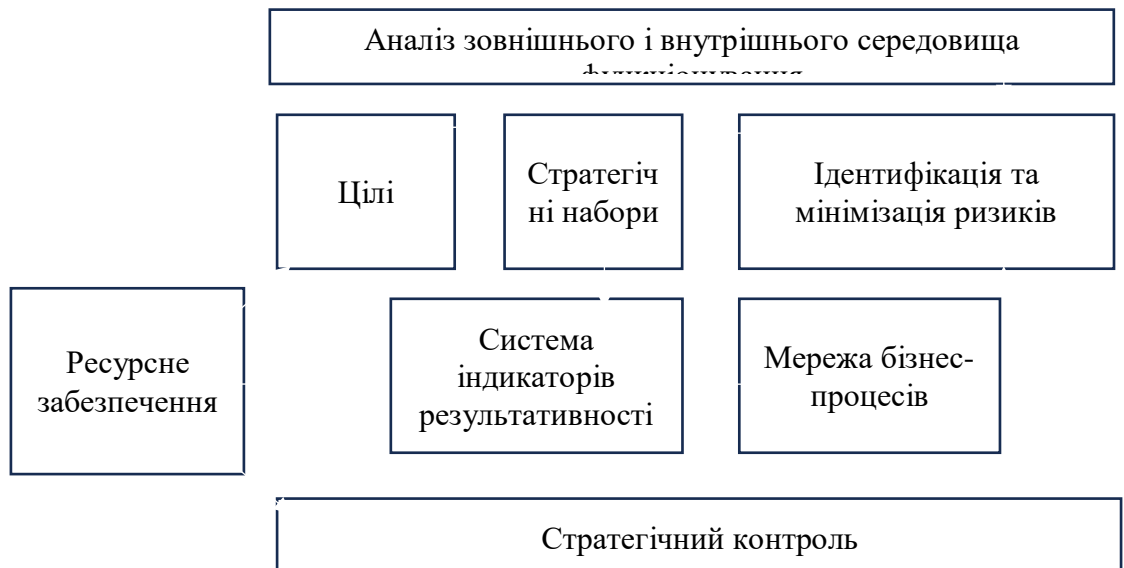 Аналіз зовнішнього і внутрішнього середовища
Цілі
Стратегіч
ні набори
Ідентифікація та
мінімізація ризиків
Ресурсне
забезпечення
Система
індикаторів
результативності
Мережа бізнес-
процесів
Стратегічний контроль